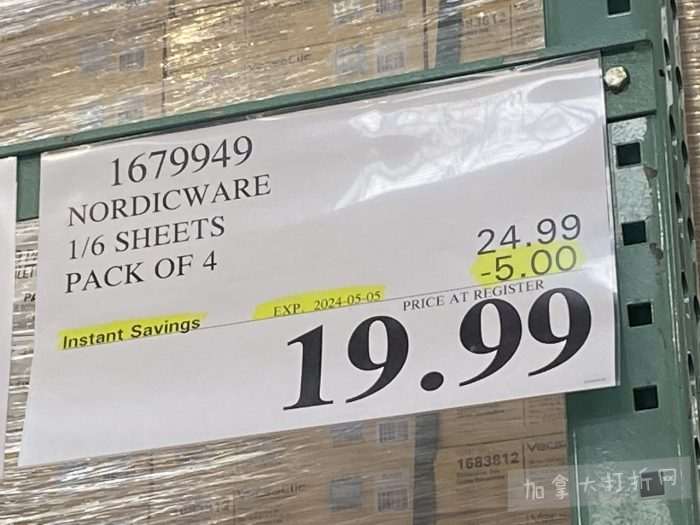 1679949
NORDICWARE
1/6 SHEETS
PACK OF 4
24.99
-5.00
Instant Savings
EXP. 2024-05-05
PRICE AT REGISTER
19.99
1683812
加拿大打折网